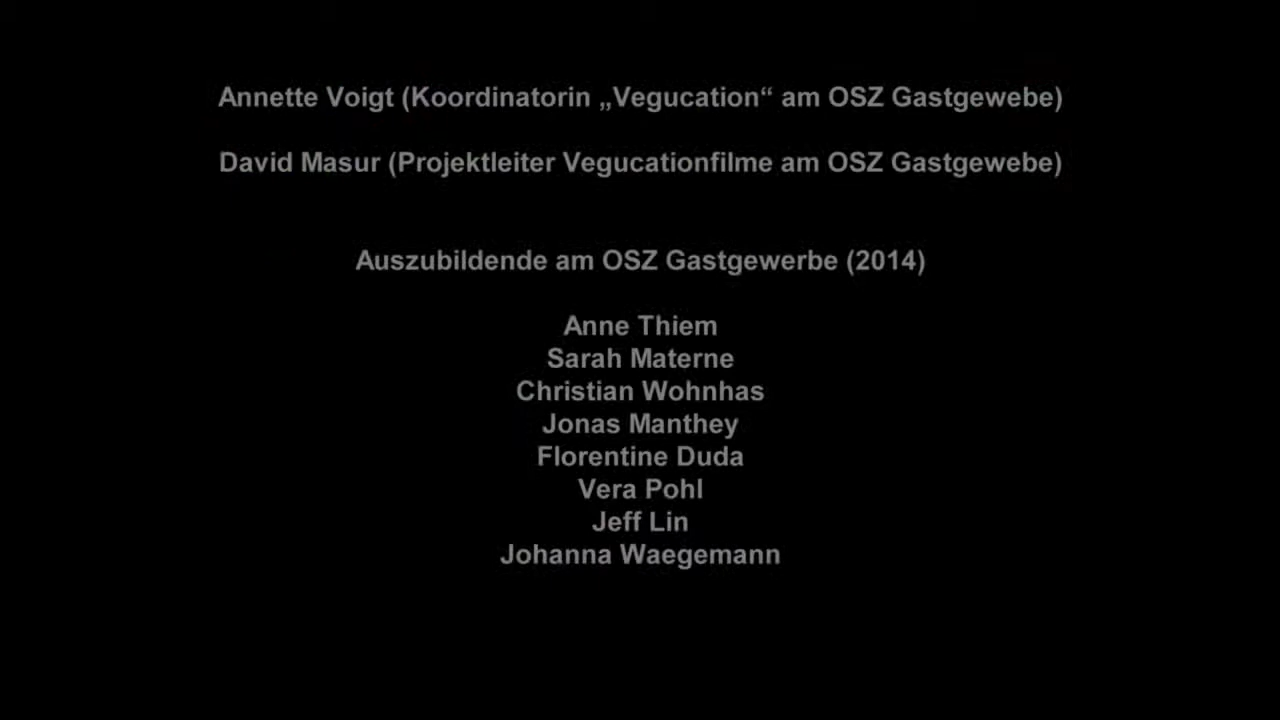 Annette Voigt (Koordinatorin „Vegucation“ am OSZ Gastgewebe)
David Masur (Projektleiter Vegucationfilme am OSZ Gastgewebe)
Auszubildende am OSZ Gastgewerbe (2014)
Anne Thiem
Sarah Materne
Christian Wohnhas
Jonas Manthey
Florentine Duda
Vera Pohl
Jeff Lin
Johanna Waegemann